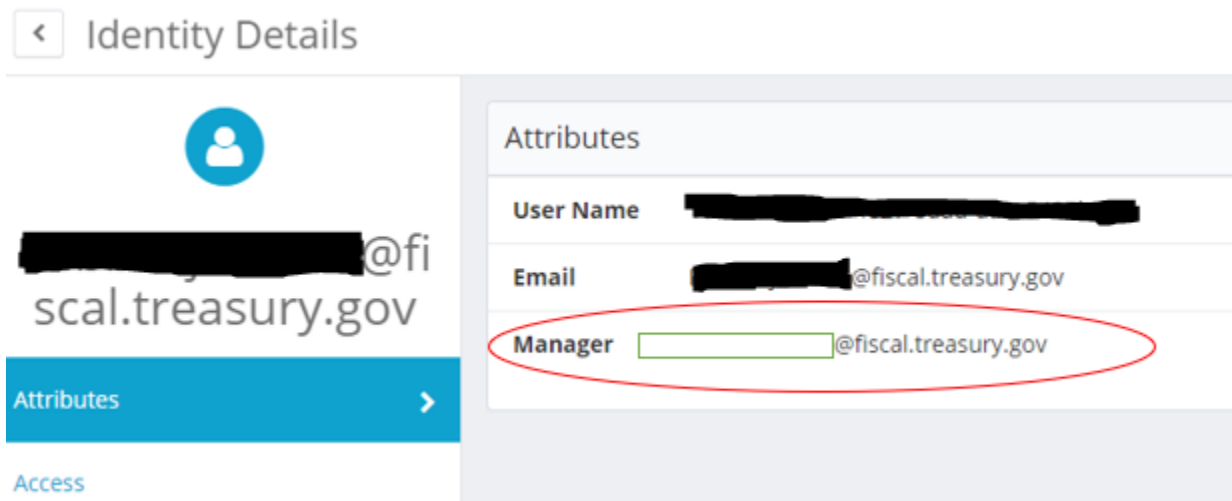 Identity Details
@fi
scal.treasury.gov
Attributes
Access
Attributes
User Name
Email @fiscal.treasury.gov
Manager @fiscal.treasury.gov